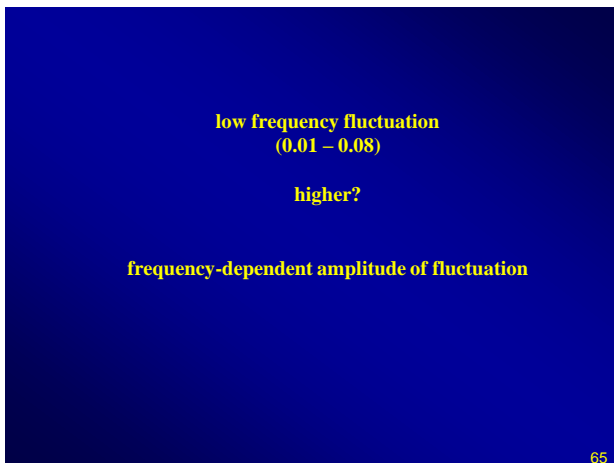 low frequency fluctuation
(0.01 – 0.08)
higher?
frequency-dependent amplitude of fluctuation
65